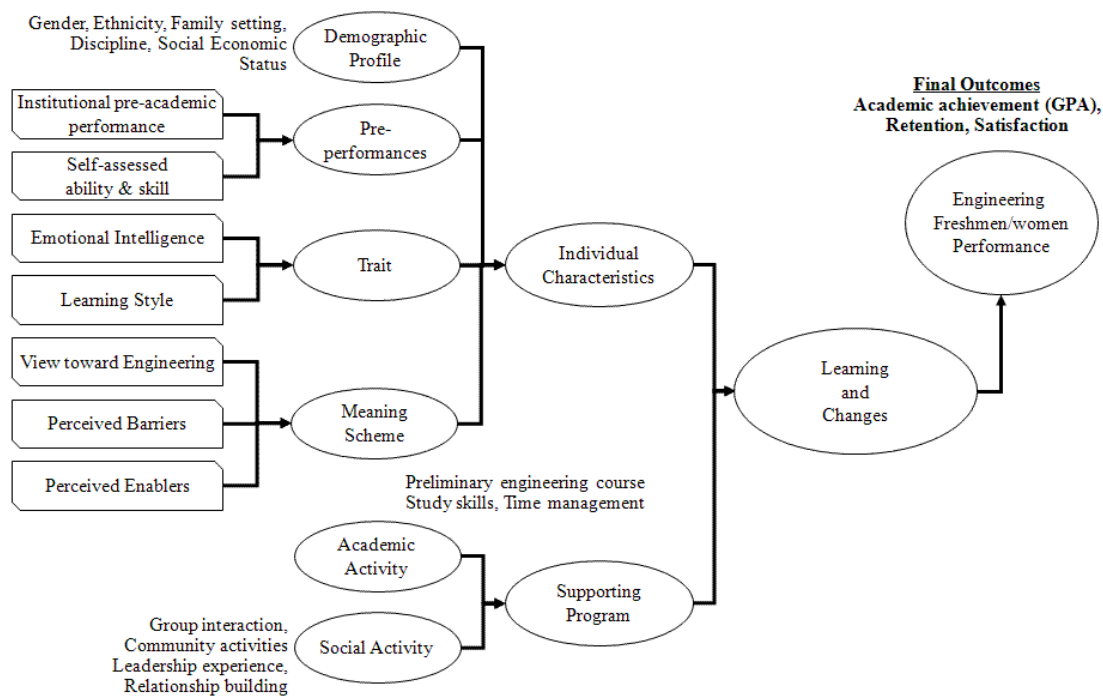 Gender, Ethnicity, Family setting,
Discipline, Social Economic
Status
Demographic
Profile
Institutional pre-academic
performance
Self-assessed
ability & skill
Pre-
performances
Emotional Intelligence
Learning Style
Trait
View toward Engineering
Perceived Barriers
Perceived Enablers
Meaning
Scheme
Individual
Characteristics
Preliminary engineering course
Study skills, Time management
Academic
Activity
Group interaction,
Community activities
Leadership experience,
Relationship building
Social Activity
Supporting
Program
Learning
and
Changes
Final Outcomes
Academic achievement (GPA),
Retention, Satisfaction
Engineering
Freshmen/women
Performance